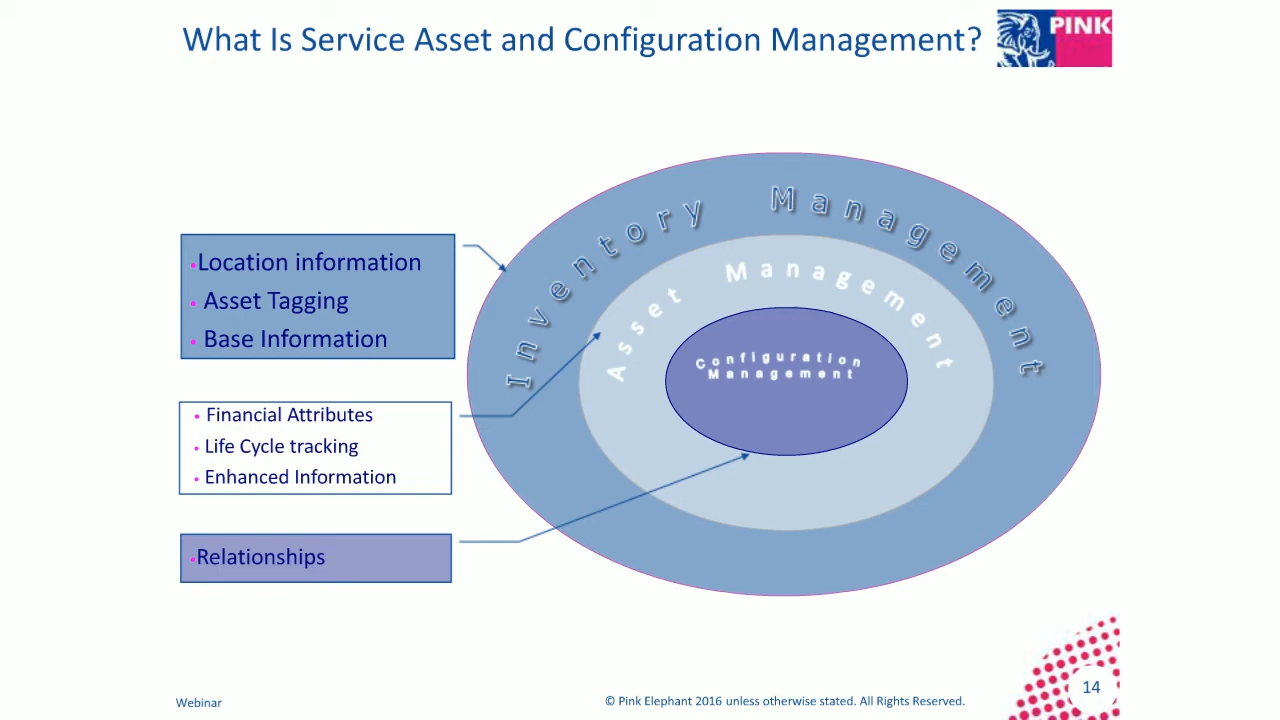 What Is Service Asset and Configuration Management?
PINK
Inventory Management
Asset Management
Configuration
Management
•Location information
• Asset Tagging
• Base Information
• Financial Attributes
• Life Cycle tracking
• Enhanced Information
•Relationships
Webinar
© Pink Elephant 2016 unless otherwise stated. All Rights Reserved.
14